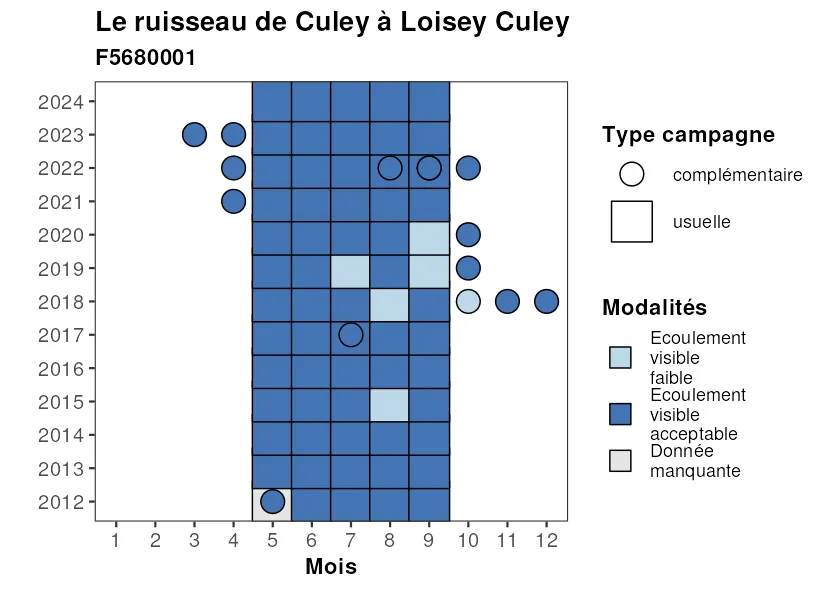 Le ruisseau de Culey à Loisey Culey
F5680001
2024
2023
2022
2021
2020
2019
2018
2017
2016
2015
2014
2013
2012
1 2 3 4 5 6 7 8 9 10 11 12
Mois
Type campagne
complémentaire
usuelle
Modalités
Ecoulement
visible
faible
Ecoulement
visible
acceptable
Donnée
manquante